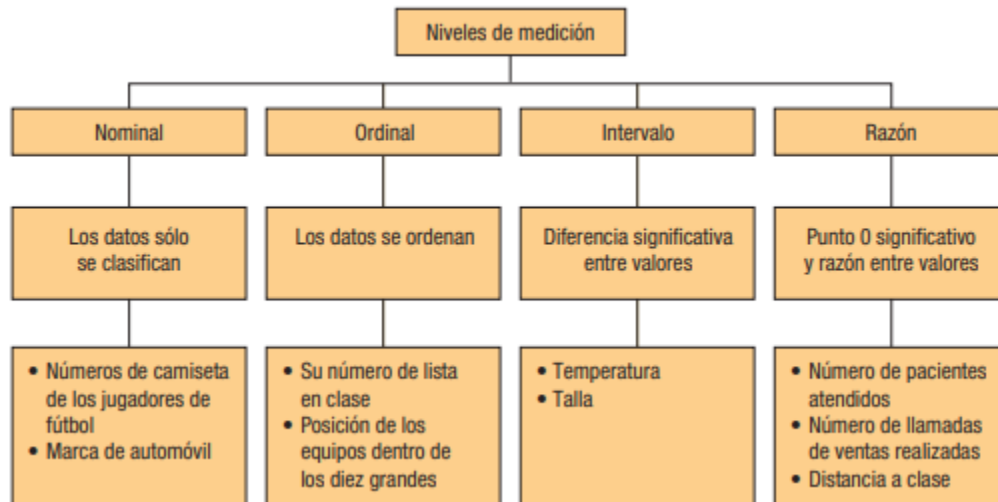 Niveles de medición
Nominal
Ordinal
Intervalo
Razón
Los datos sólo
se clasifican
Los datos se ordenan
Diferencia significativa
entre valores
Punto 0 significativo
y razón entre valores
• Números de camiseta
de los jugadores de
fútbol
• Marca de automóvil
• Su número de lista
en clase
• Posición de los
equipos dentro de
los diez grandes
• Temperatura
• Talla
• Número de pacientes
atendidos
• Número de llamadas
de ventas realizadas
• Distancia a clase